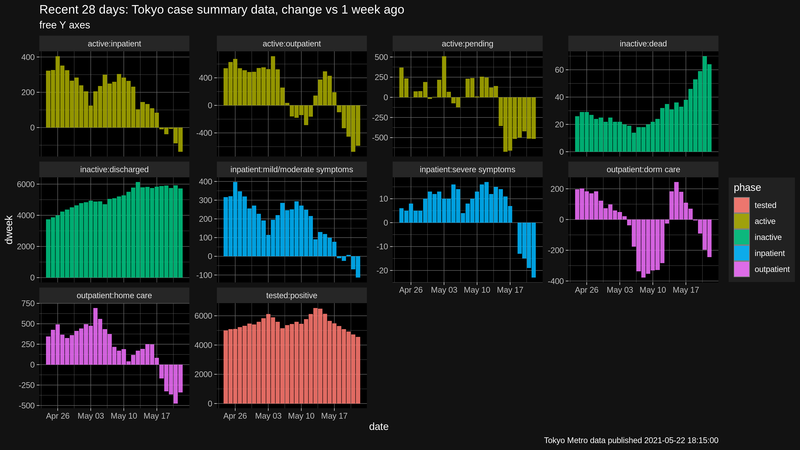 Recent 28 days: Tokyo case summary data, change vs 1 week ago
free Y axes
active:inpatient
active:outpatient
active:pending
inactive:dead
400
200
0
400
0
-400
500
250
0
-250
-500
60
40
20
0
inactive:discharged
inpatient:mild/moderate symptoms
inpatient:severe symptoms
outpatient:dorm care
6000
4000
2000
0
400
300
200
100
0
-100
10
0
-10
-20
200
0
-200
-400
Apr 26 May 03 May 10 May 17
Apr 26 May 03 May 10 May 17
outpatient:home care
tested:positive
750
500
250
0
-250
-500
6000
4000
2000
0
Apr 26 May 03 May 10 May 17
Apr 26 May 03 May 10 May 17
dweek
date
phase
tested
active
inactive
inpatient
outpatient
Tokyo Metro data published 2021-05-22 18:15:00